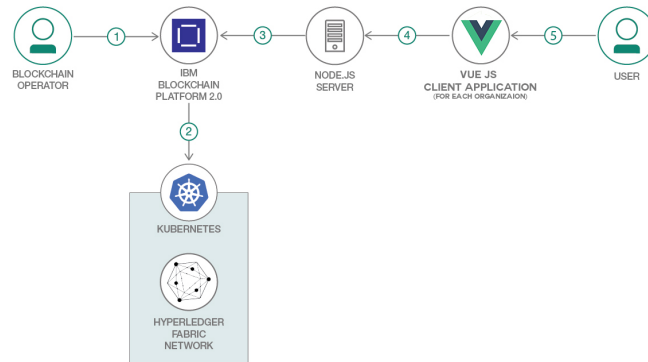 1
3
4
5
BLOCKCHAIN
OPERATOR
IBM
BLOCKCHAIN
PLATFORM 2.0
NODE.JS
SERVER
VUE JS
CLIENT APPLICATION
(FOR EACH ORGANIZAION)
USER
2
KUBERNETES
HYPERLEDGER
FABRIC
NETWORK